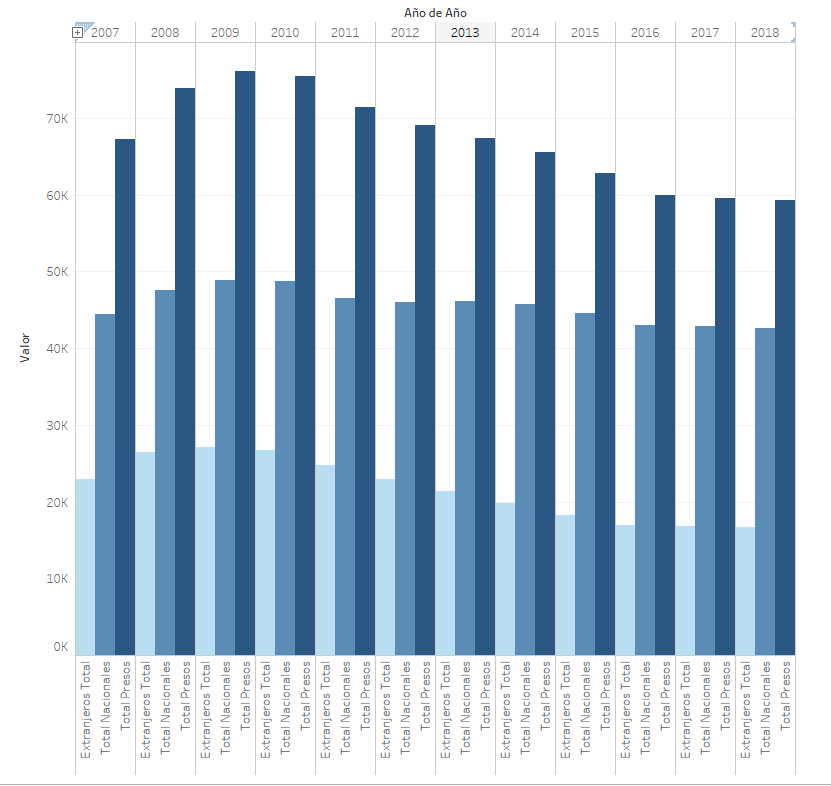 Año de Año
2007 2008 2009 2010 2011 2012 2013 2014 2015 2016 2017 2018
70K
60K
50K
40K
30K
20K
10K
0K
Valor
Extranjeros Total
Total Nacionales
Total Presos
Extranjeros Total
Total Nacionales
Total Presos
Extranjeros Total
Total Nacionales
Total Presos
Extranjeros Total
Total Nacionales
Total Presos
Extranjeros Total
Total Nacionales
Total Presos
Extranjeros Total
Total Nacionales
Total Presos
Extranjeros Total
Total Nacionales
Total Presos
Extranjeros Total
Total Nacionales
Total Presos
Extranjeros Total
Total Nacionales
Total Presos
Extranjeros Total
Total Nacionales
Total Presos
Extranjeros Total
Total Nacionales
Total Presos
Extranjeros Total
Total Nacionales
Total Presos